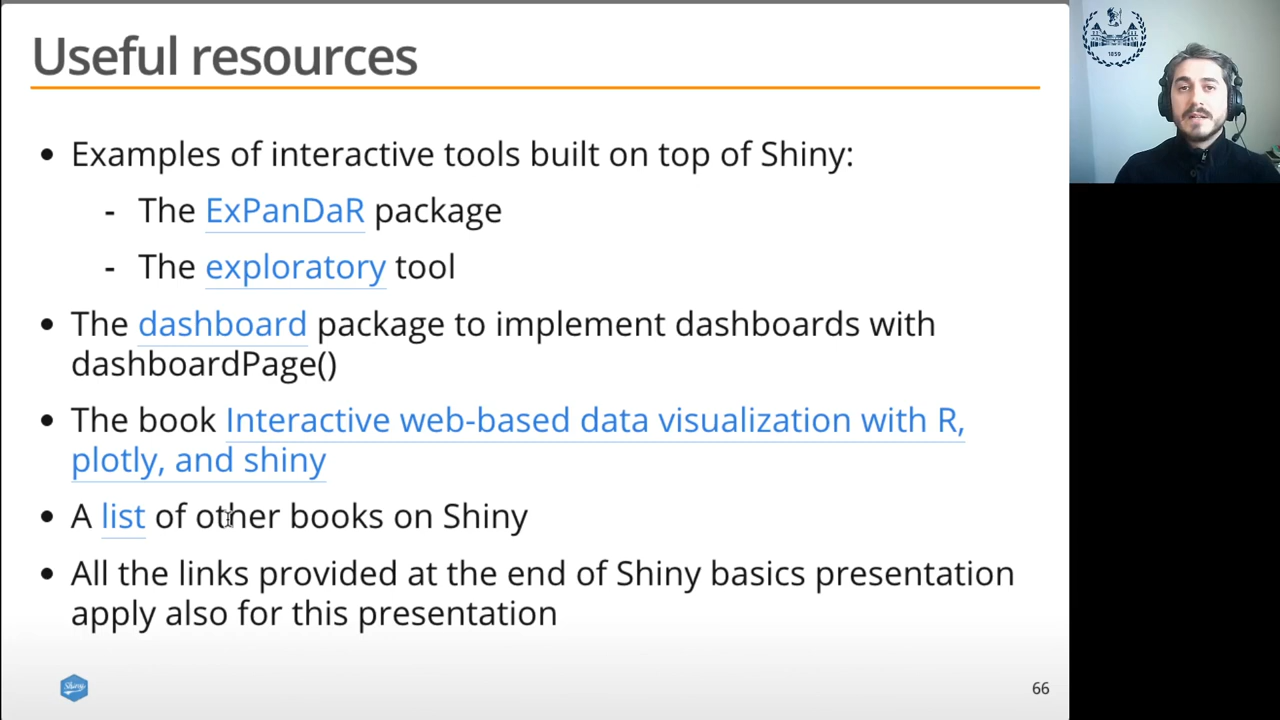 Useful resources
• Examples of interactive tools built on top of Shiny:
- The ExPanDaR package
- The exploratory tool
• The dashboard package to implement dashboards with
dashboardPage()
• The book Interactive web-based data visualization with R,
plotly, and shiny
• A list of other books on Shiny
• All the links provided at the end of Shiny basics presentation
apply also for this presentation
Shiny
66
1859